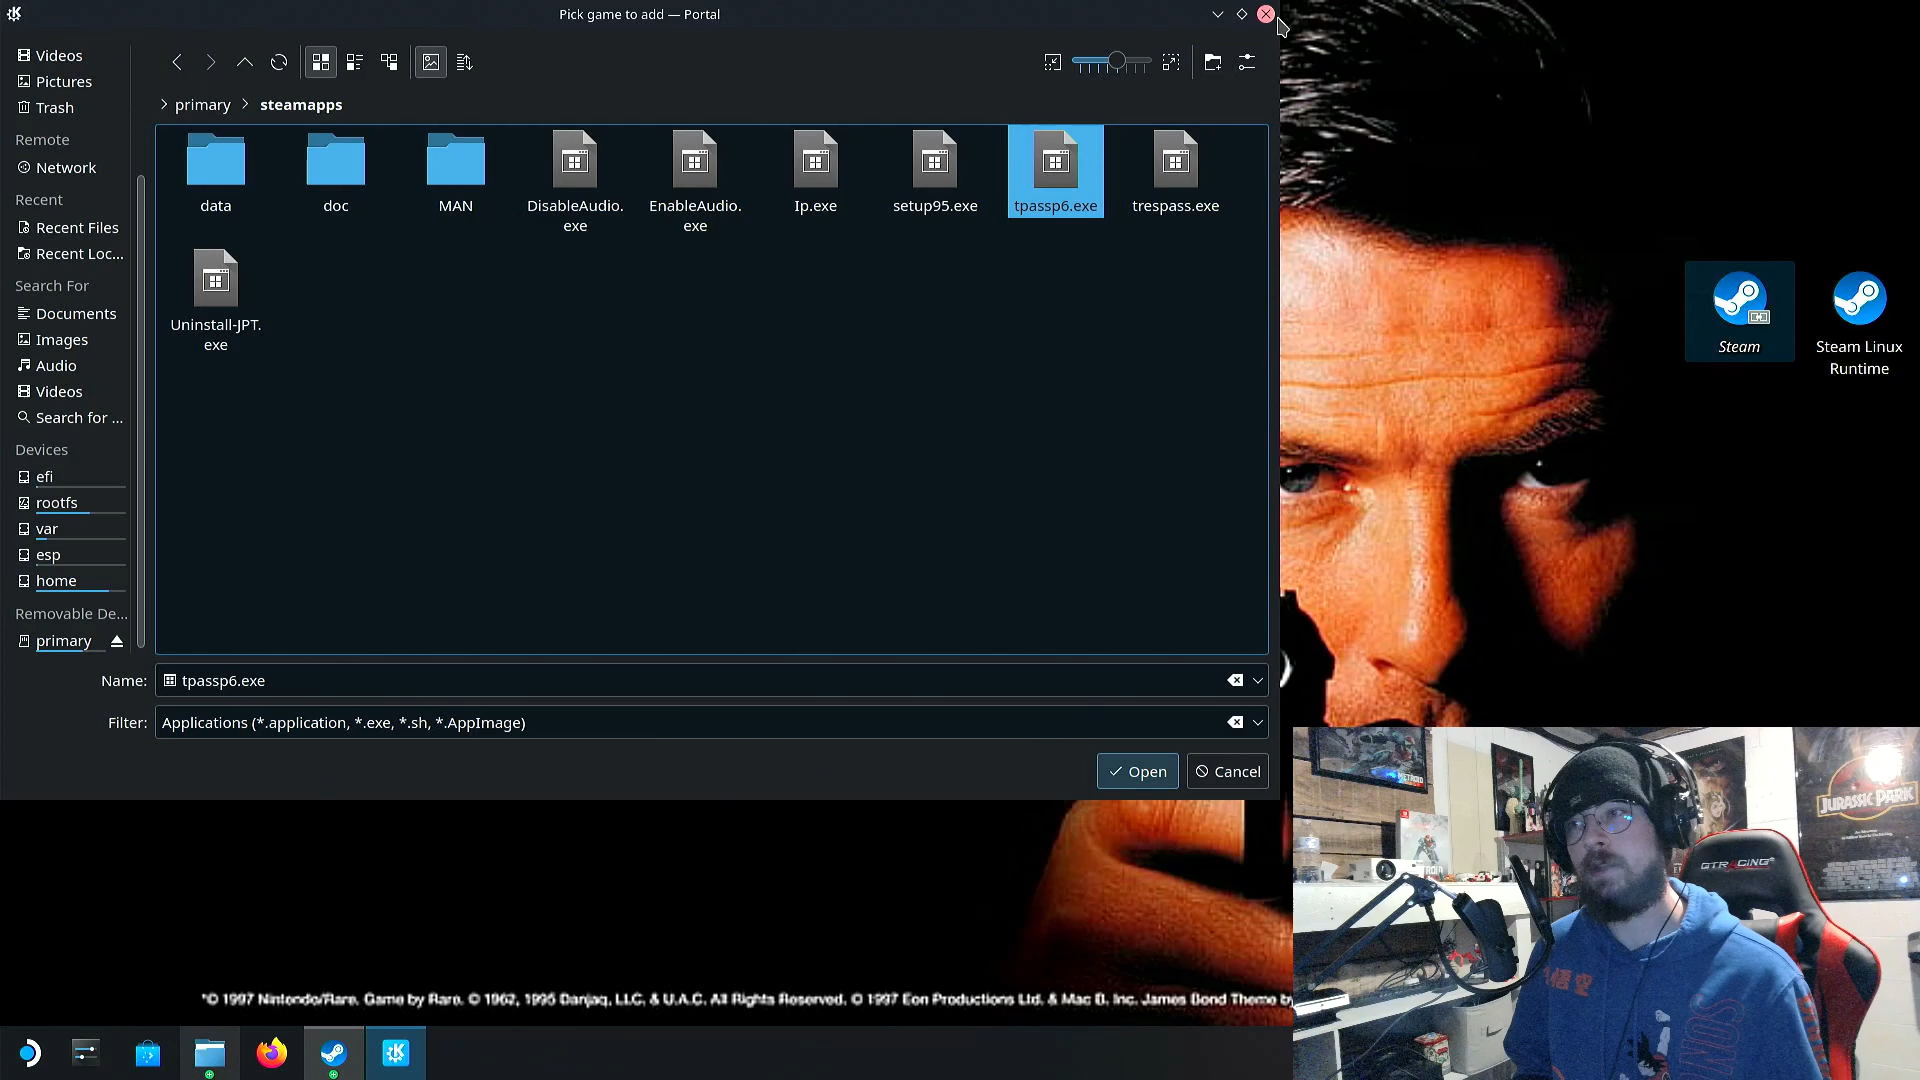 Pick game to add — Portal
Videos
Pictures
Trash
Remote
Network
Recent
Recent Files
Recent Loc...
Search For
Documents
Images
Audio
Videos
Search for ...
Devices
efi
rootfs
var
esp
home
Removable De...
primary
primary steamapps
data
doc
MAN
DisableAudio.
exe
EnableAudio.
exe
Ip.exe
setup95.exe
tpassp6.exe
trespass.exe
Uninstall-JPT.
exe
Name: tpassp6.exe
Filter: Applications (*.application, *.exe, *.sh, *.AppImage)
Open
Cancel
Steam
Steam Linux
Runtime
"© 1997 Nintendo/Rare. Game by Rare. © 1962, 1995 Danjaq, LLC. & U.A.C. All Rights Reserved. © 1997 Eon Productions Ltd. & Mac B. Inc. James Bond Theme by
METROID
JURASSIC PARK
GTRACING